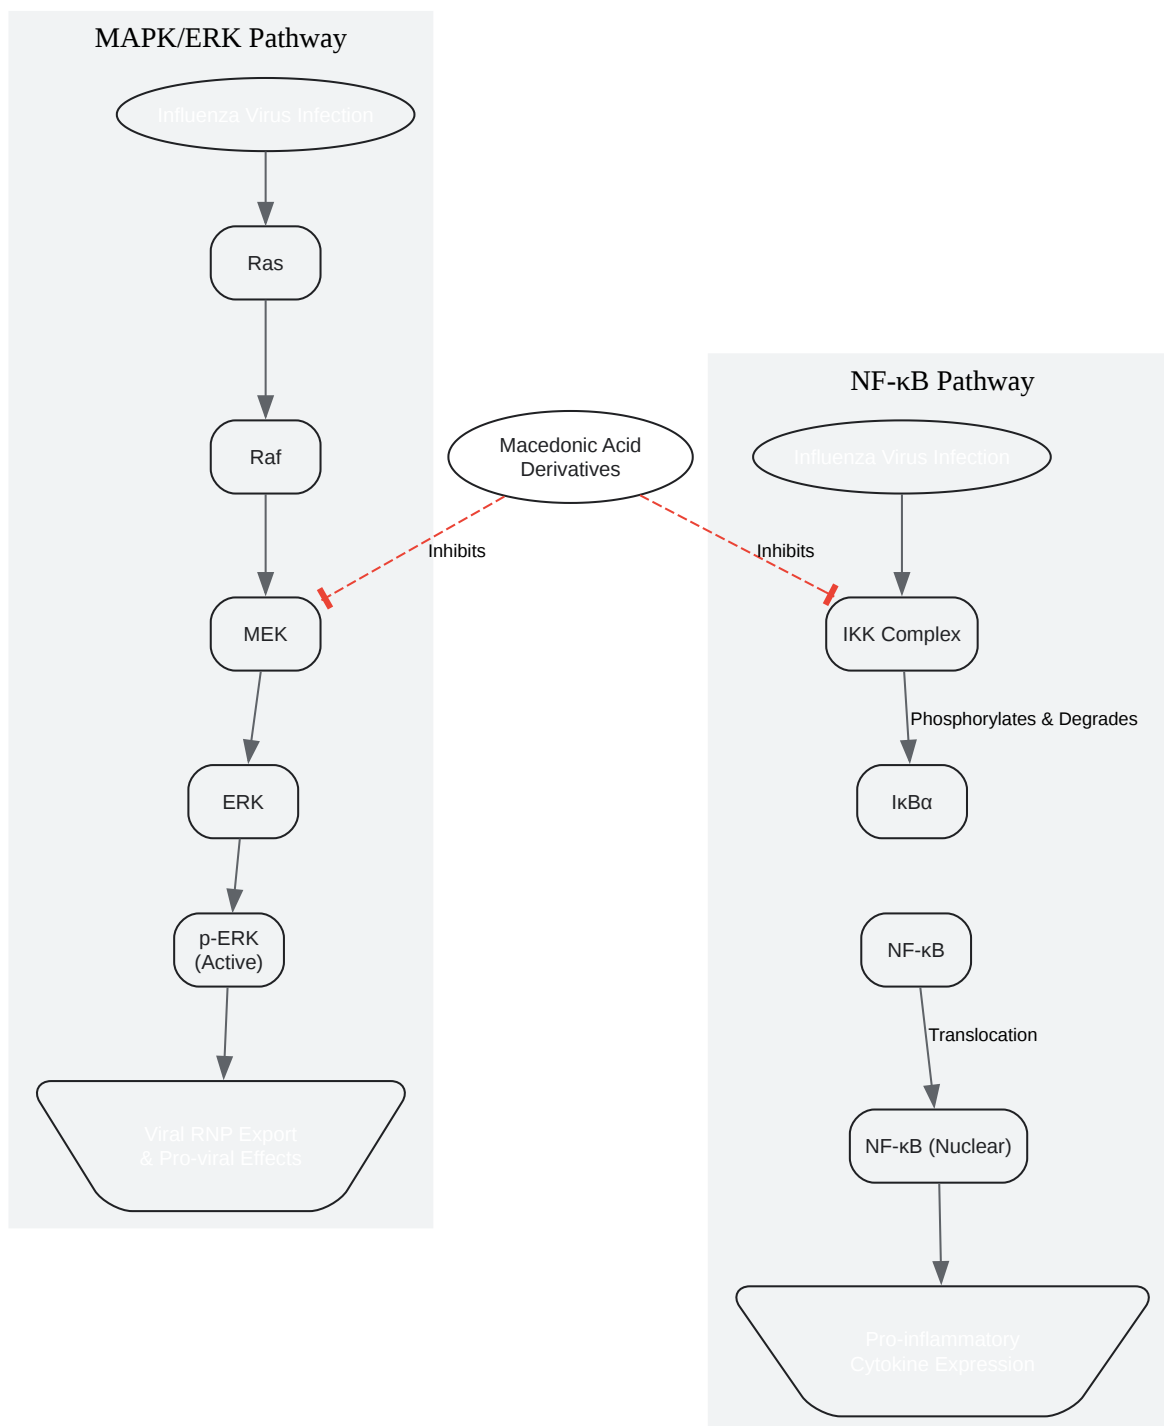 MAPK/ERK Pathway
Influenza Virus Infection
Ras
Raf
MEK
ERK
p-ERK
(Active)
Viral RNP Export
& Pro-viral Effects
Macedonic Acid
Derivatives
Inhibits
Inhibits
NF-κB Pathway
Influenza Virus Infection
IKK Complex
Phosphorylates & Degrades
IκBα
NF-κB
Translocation
NF-κB (Nuclear)
Pro-inflammatory
Cytokine Expression